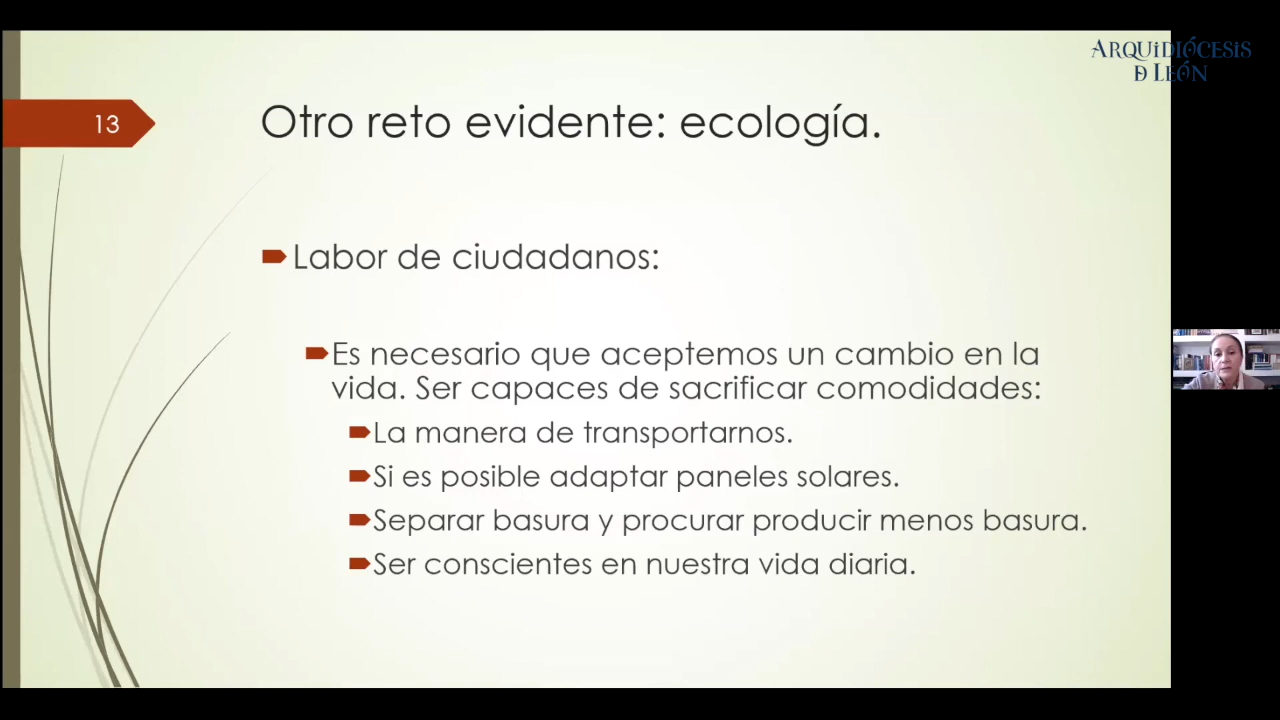 ARQUIDIÓCESIS
D LEÓN
13
Otro reto evidente: ecología.
Labor de ciudadanos:
Es necesario que aceptemos un cambio en la
vida. Ser capaces de sacrificar comodidades:
La manera de transportarnos.
Si es posible adaptar paneles solares.
Separar basura y procurar producir menos basura.
Ser conscientes en nuestra vida diaria.